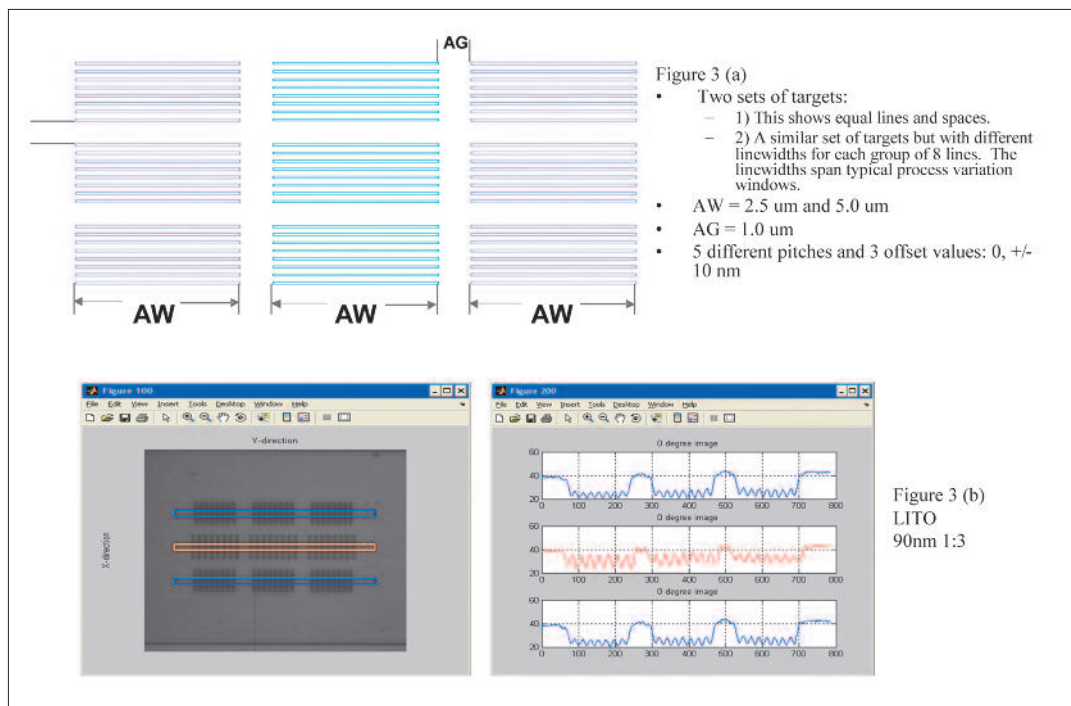 AG
AW
AW
AW
Figure 3 (a)
• Two sets of targets:
– 1) This shows equal lines and spaces.
– 2) A similar set of targets but with different
linewidths for each group of 8 lines. The
linewidths span typical process variation
windows.
• AW = 2.5 um and 5.0 um
• AG = 1.0 um
• 5 different pitches and 3 offset values: 0, +/-
10 nm
Figure 100
File Edit View Insert Tools Desktop Window Help
Y-direction
X-direction
Figure 200
File Edit View Insert Tools Desktop Window Help
0 degree image
60
40
20
0 100 200 300 400 500 600 700 800
0 degree image
60
40
20
0 100 200 300 400 500 600 700 800
0 degree image
60
40
20
0 100 200 300 400 500 600 700 800
Figure 3 (b)
LITO
90nm 1:3